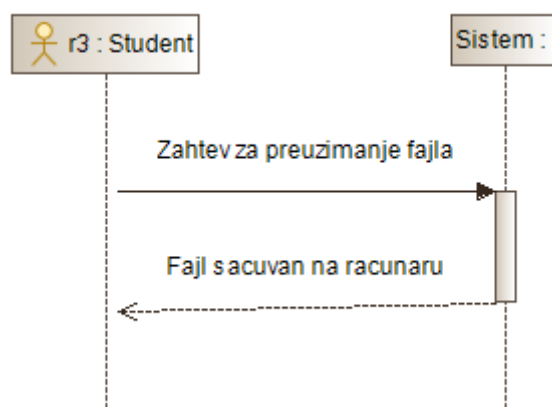 r3 : Student
Sistem :
Zahtev za preuzimanje fajla
Fajl sacuvan na racunaru